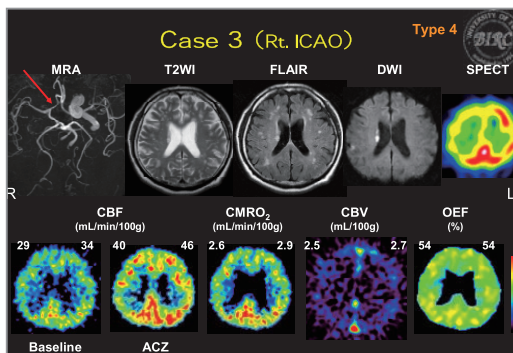 Case 3 (Rt. ICAO)
Type 4
BIRC
MRA T2WI FLAIR DWI SPECT
R L
CBF CMRO₂ CBV OEF
(mL/min/100g) (mL/min/100g) (mL/100g) (%)
29 34 40 46 2.6 2.9 2.5 2.7 54 54
Baseline ACZ